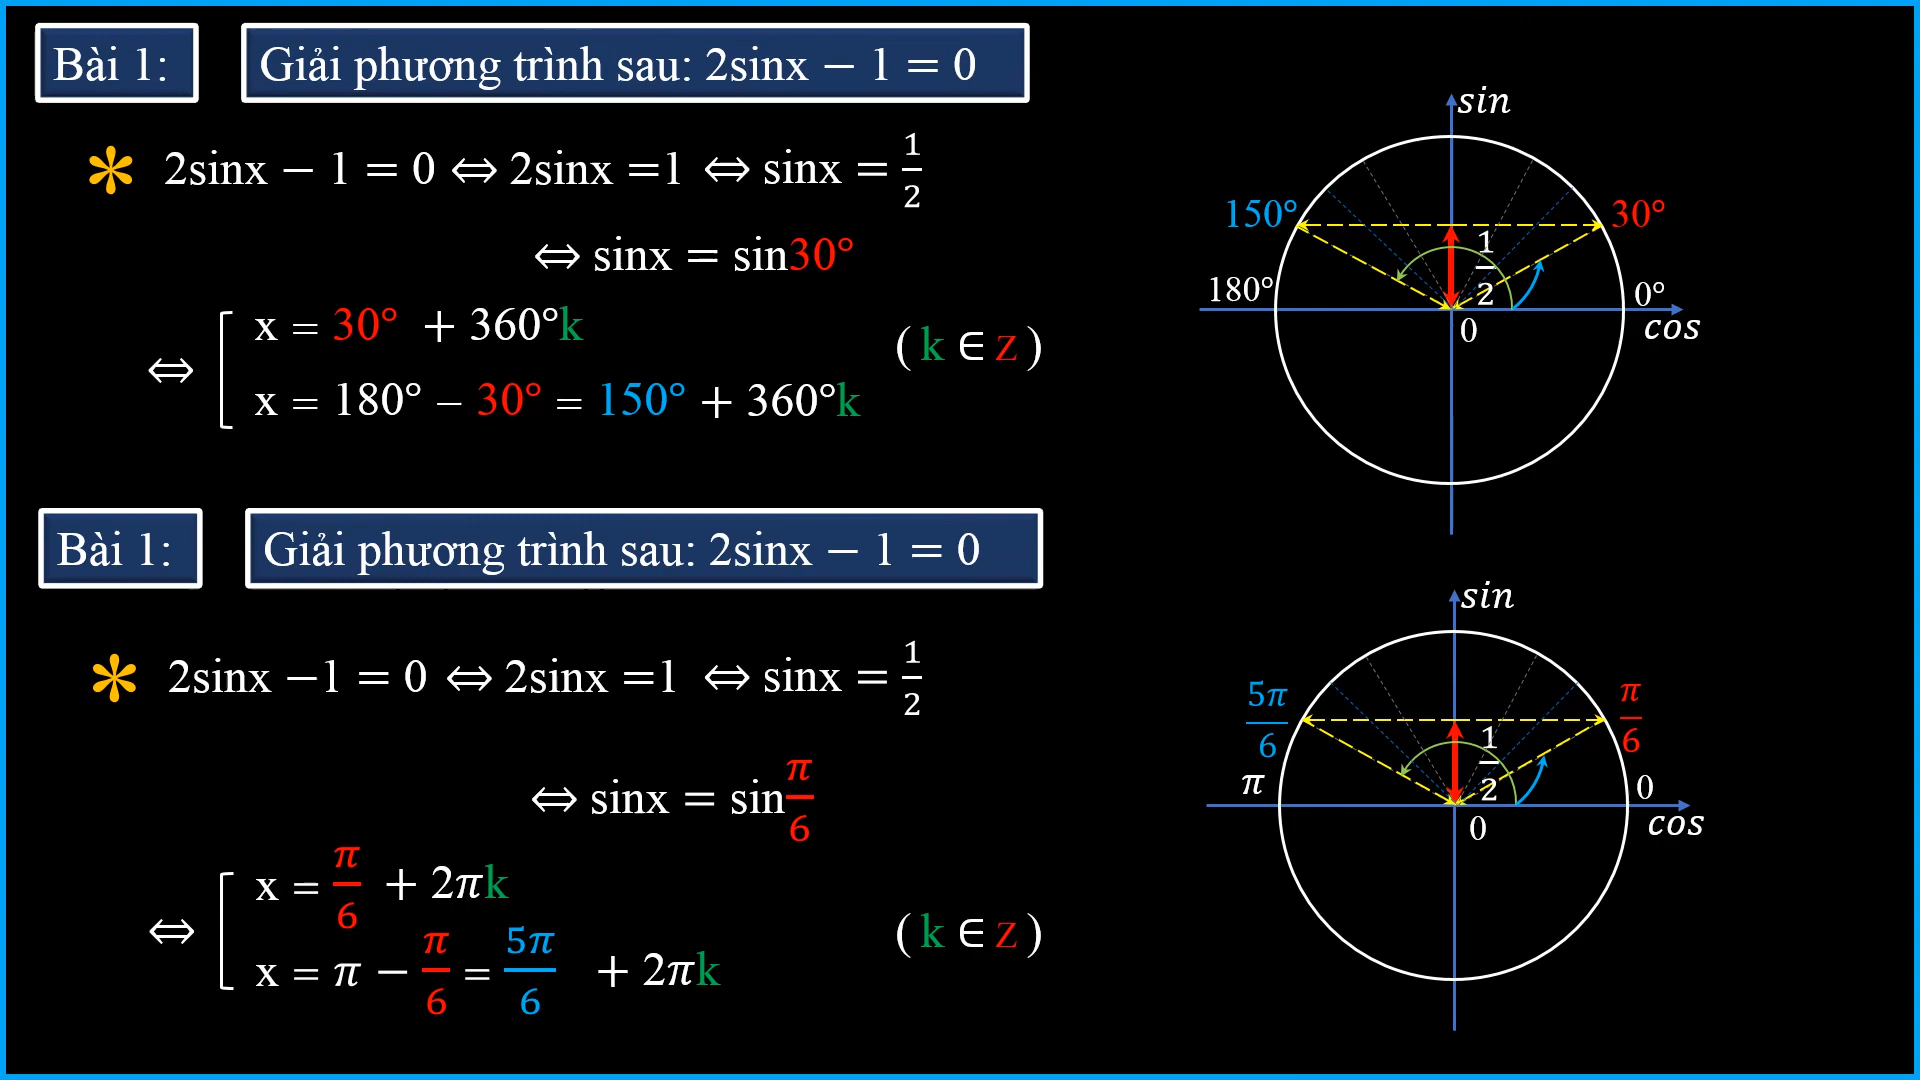 Bài 1: Giải phương trình sau: 2sinx − 1 = 0
* 2sinx − 1 = 0 ⇔ 2sinx =1 ⇔ sinx = 1/2
⇔ sinx = sin30°
⇔ [ x = 30° + 360°k
x = 180° − 30° = 150° + 360°k
( k ∈ z )
sin
150°
30°
1/2
180°
0°
0
cos
Bài 1: Giải phương trình sau: 2sinx − 1 = 0
* 2sinx −1 = 0 ⇔ 2sinx =1 ⇔ sinx = 1/2
⇔ sinx = sin π/6
⇔ [ x = π/6 + 2πk
x = π − π/6 = 5π/6 + 2πk
( k ∈ z )
sin
5π/6
π/6
1/2
π
0
0
cos